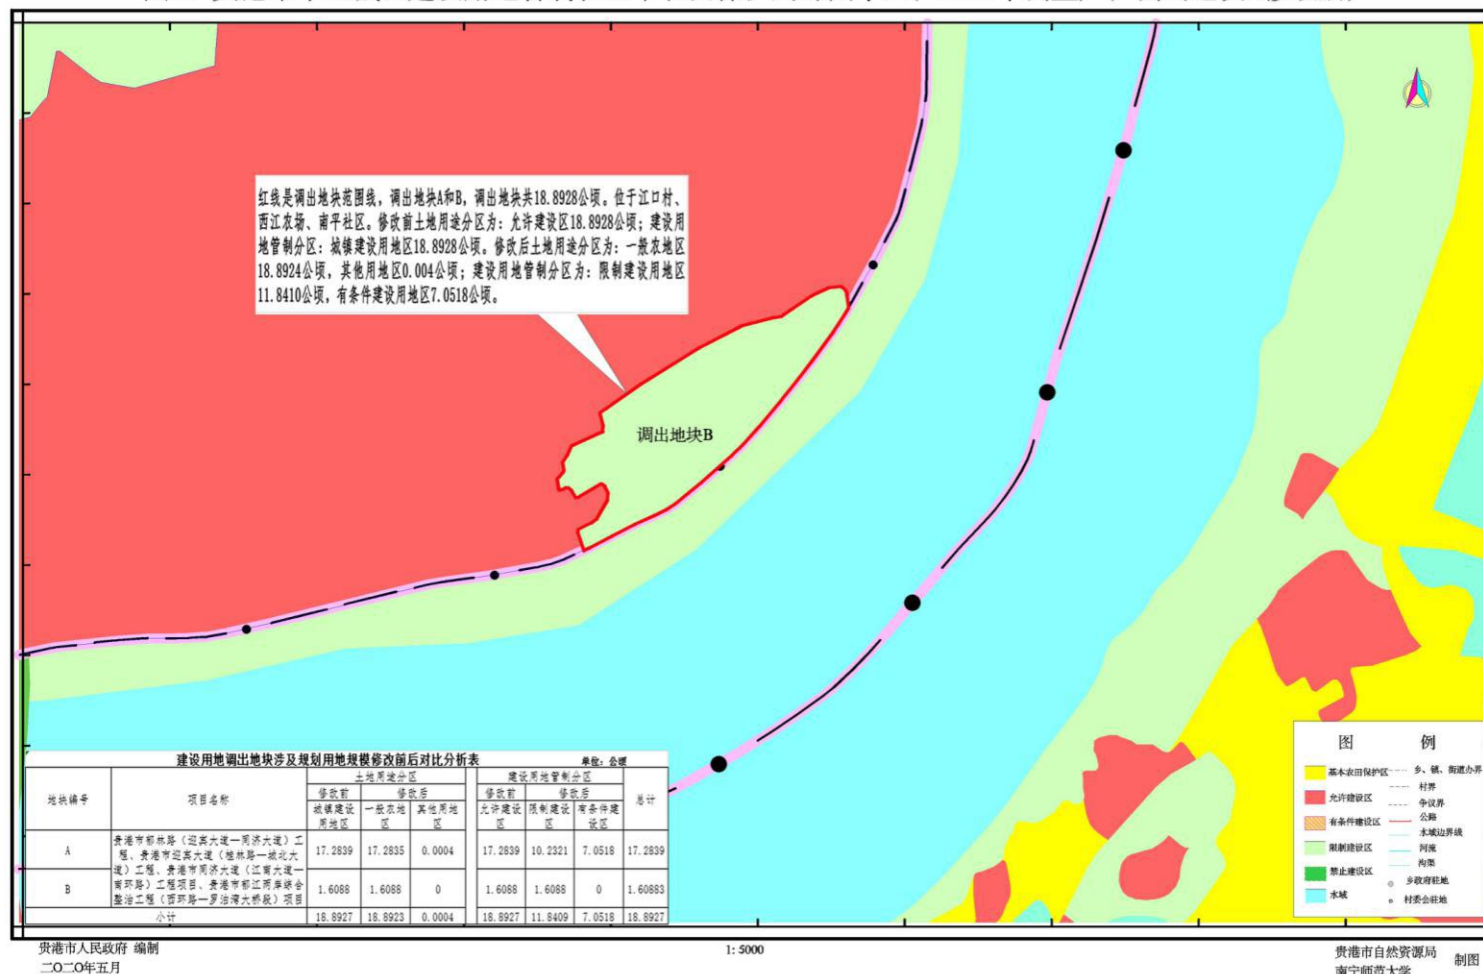 红线是调出地块范围线，调出地块A和B，调出地块共18.8928公顷。位于江口村、
西江农场、南平社区。修改前土地用途分区为：允许建设区18.8928公顷；建设用
地管制分区：城镇建设用地区18.8928公顷。修改后土地用途分区为：一般农地区
18.8924公顷，其他用地区0.004公顷；建设用地管制分区为：限制建设用地区
11.8410公顷，有条件建设用地区7.0518公顷。
调出地块B
建设用地调出地块涉及规划用地规模修改前后对比分析表 单位：公顷
地块编号 项目名称 土地用途分区 建设用地管制分区 总计
修改前 修改后 修改前 修改后
城镇建设用地区 一般农地区 其他用地区 允许建设区 限制建设区 有条件建设区
A 17.2839 17.2835 0.0004 17.2839 10.2321 7.0518 17.2839
贵港市郁林路（迎宾大道—同济大道）工
程、贵港市迎宾大道（桂林路—城北大
道）工程、贵港市同济大道（江南大道—
南环路）工程项目、贵港市郁江两岸综合
整治工程（西环路—罗泊湾大桥段）项目
B 1.6088 1.6088 0 1.6088 1.6088 0 1.60883
小计 18.8927 18.8923 0.0004 18.8927 11.8409 7.0518 18.8927
图 例
基本农田保护区
允许建设区
有条件建设区
限制建设区
禁止建设区
水域
乡、镇、街道办界
村界
争议界
公路
水域边界线
河流
沟渠
乡政府驻地
村委会驻地
贵港市人民政府 编制
二〇二〇年五月
1:5000
贵港市自然资源局
南宁师范大学
制图